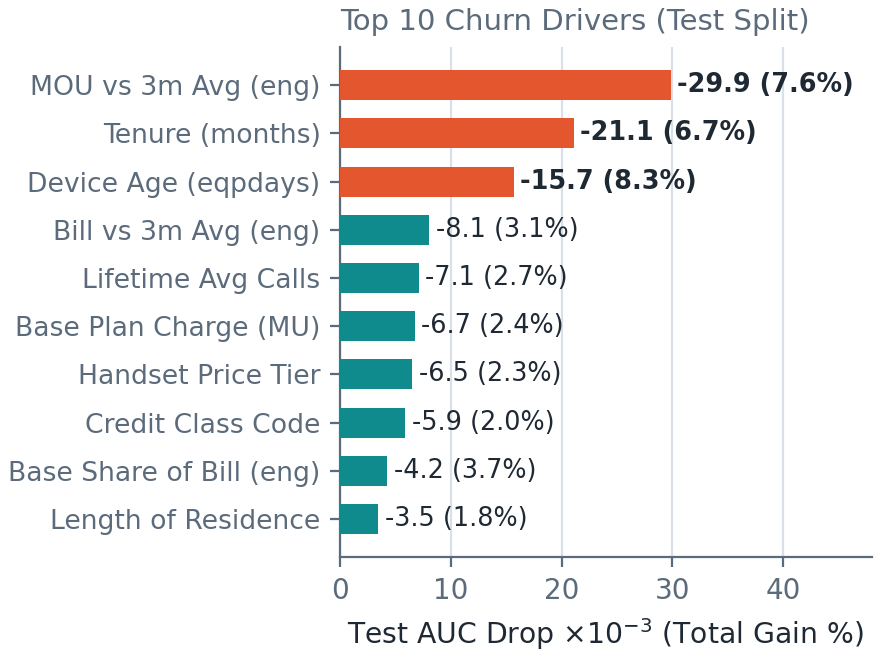 Top 10 Churn Drivers (Test Split)
MOU vs 3m Avg (eng) -29.9 (7.6%)
Tenure (months) -21.1 (6.7%)
Device Age (eqpdays) -15.7 (8.3%)
Bill vs 3m Avg (eng) -8.1 (3.1%)
Lifetime Avg Calls -7.1 (2.7%)
Base Plan Charge (MU) -6.7 (2.4%)
Handset Price Tier -6.5 (2.3%)
Credit Class Code -5.9 (2.0%)
Base Share of Bill (eng) -4.2 (3.7%)
Length of Residence -3.5 (1.8%)
0 10 20 30 40
Test AUC Drop ×10⁻³ (Total Gain %)